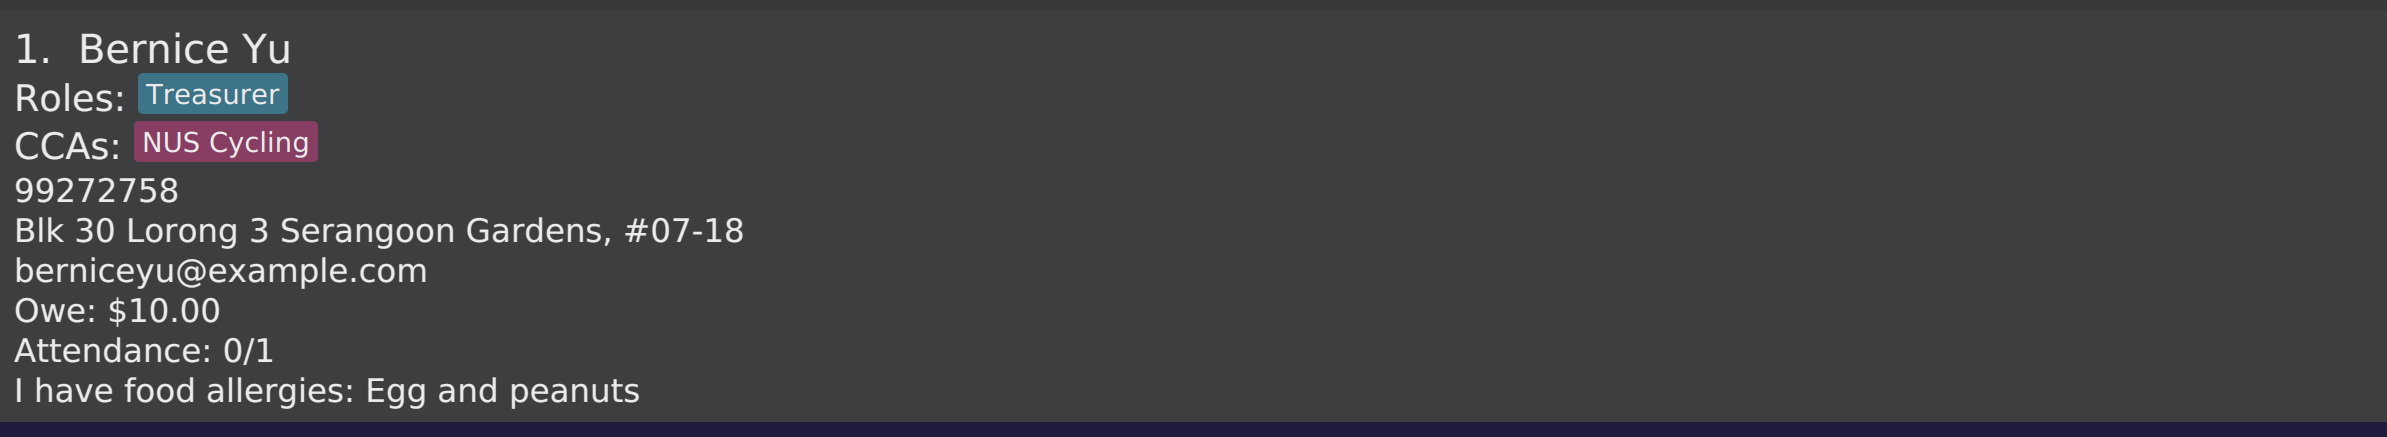 1. Bernice Yu
Roles: Treasurer
CCAs: NUS Cycling
99272758
Blk 30 Lorong 3 Serangoon Gardens, #07-18
berniceyu@example.com
Owe: $10.00
Attendance: 0/1
I have food allergies: Egg and peanuts